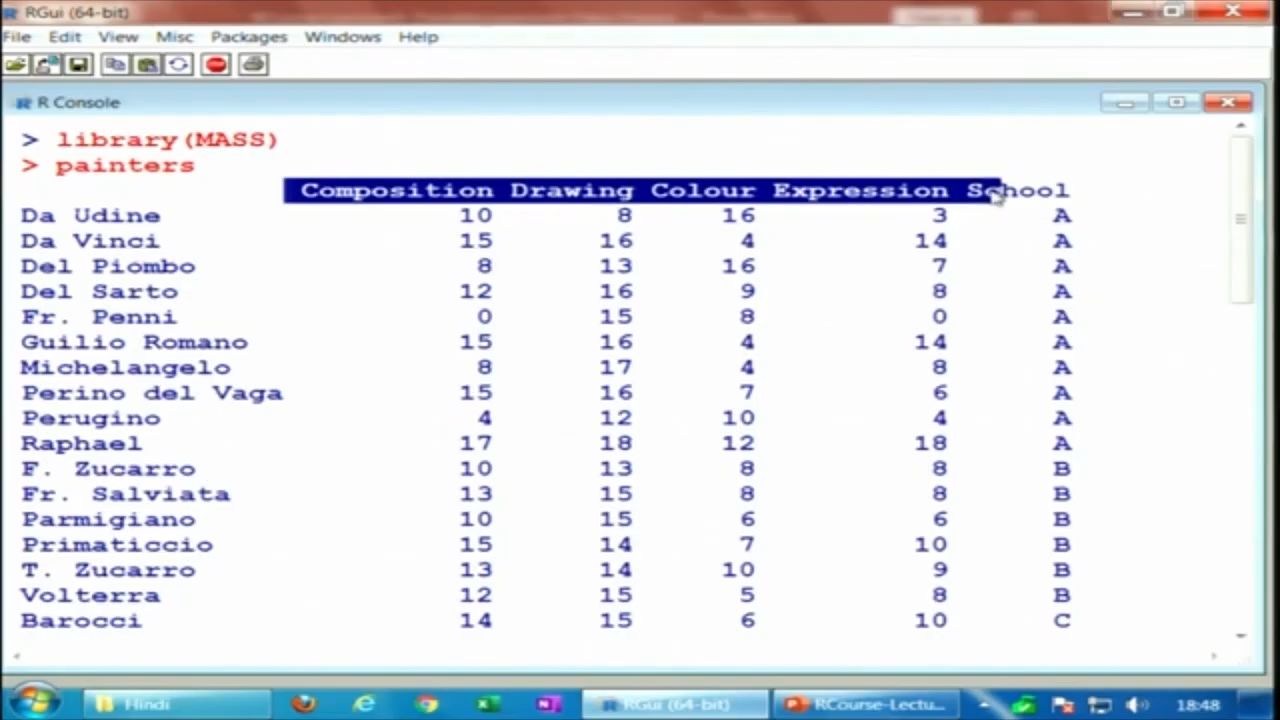 RGui (64-bit)
File Edit View Misc Packages Windows Help
R Console
> library(MASS)
> painters
Composition Drawing Colour Expression School
Da Udine 10 8 16 3 A
Da Vinci 15 16 4 14 A
Del Piombo 8 13 16 7 A
Del Sarto 12 16 9 8 A
Fr. Penni 0 15 8 0 A
Guilio Romano 15 16 4 14 A
Michelangelo 8 17 4 8 A
Perino del Vaga 15 16 7 6 A
Perugino 4 12 10 4 A
Raphael 17 18 12 18 A
F. Zucarro 10 13 8 8 B
Fr. Salviata 13 15 8 8 B
Parmigiano 10 15 6 6 B
Primaticcio 15 14 7 10 B
T. Zucarro 13 14 10 9 B
Volterra 12 15 5 8 B
Barocci 14 15 6 10 C
Hindi RGui (64-bit) RCourse-Lectu... 18:48